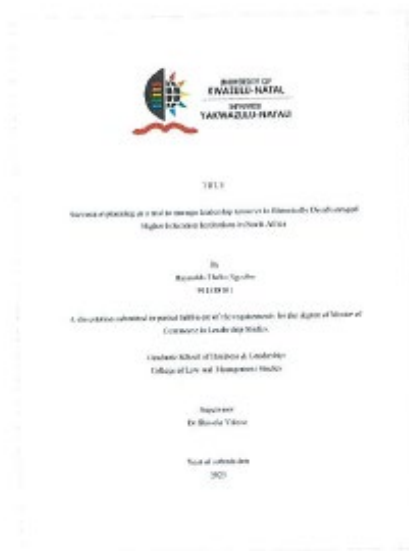 UNIVERSITY OF
KWAZULU-NATAL
INYUVESI
YAKWAZULU-NATALI
TITLE
Succession planning as a tool to manage leadership turnover in Historically Disadvantaged
Higher Education Institutions in South Africa
By
A dissertation submitted in partial fulfilment of the requirements for the degree of Master of
Commerce in Leadership Studies
Graduate School of Business & Leadership
College of Law and Management Studies
Supervisor
Dr
Year of submission